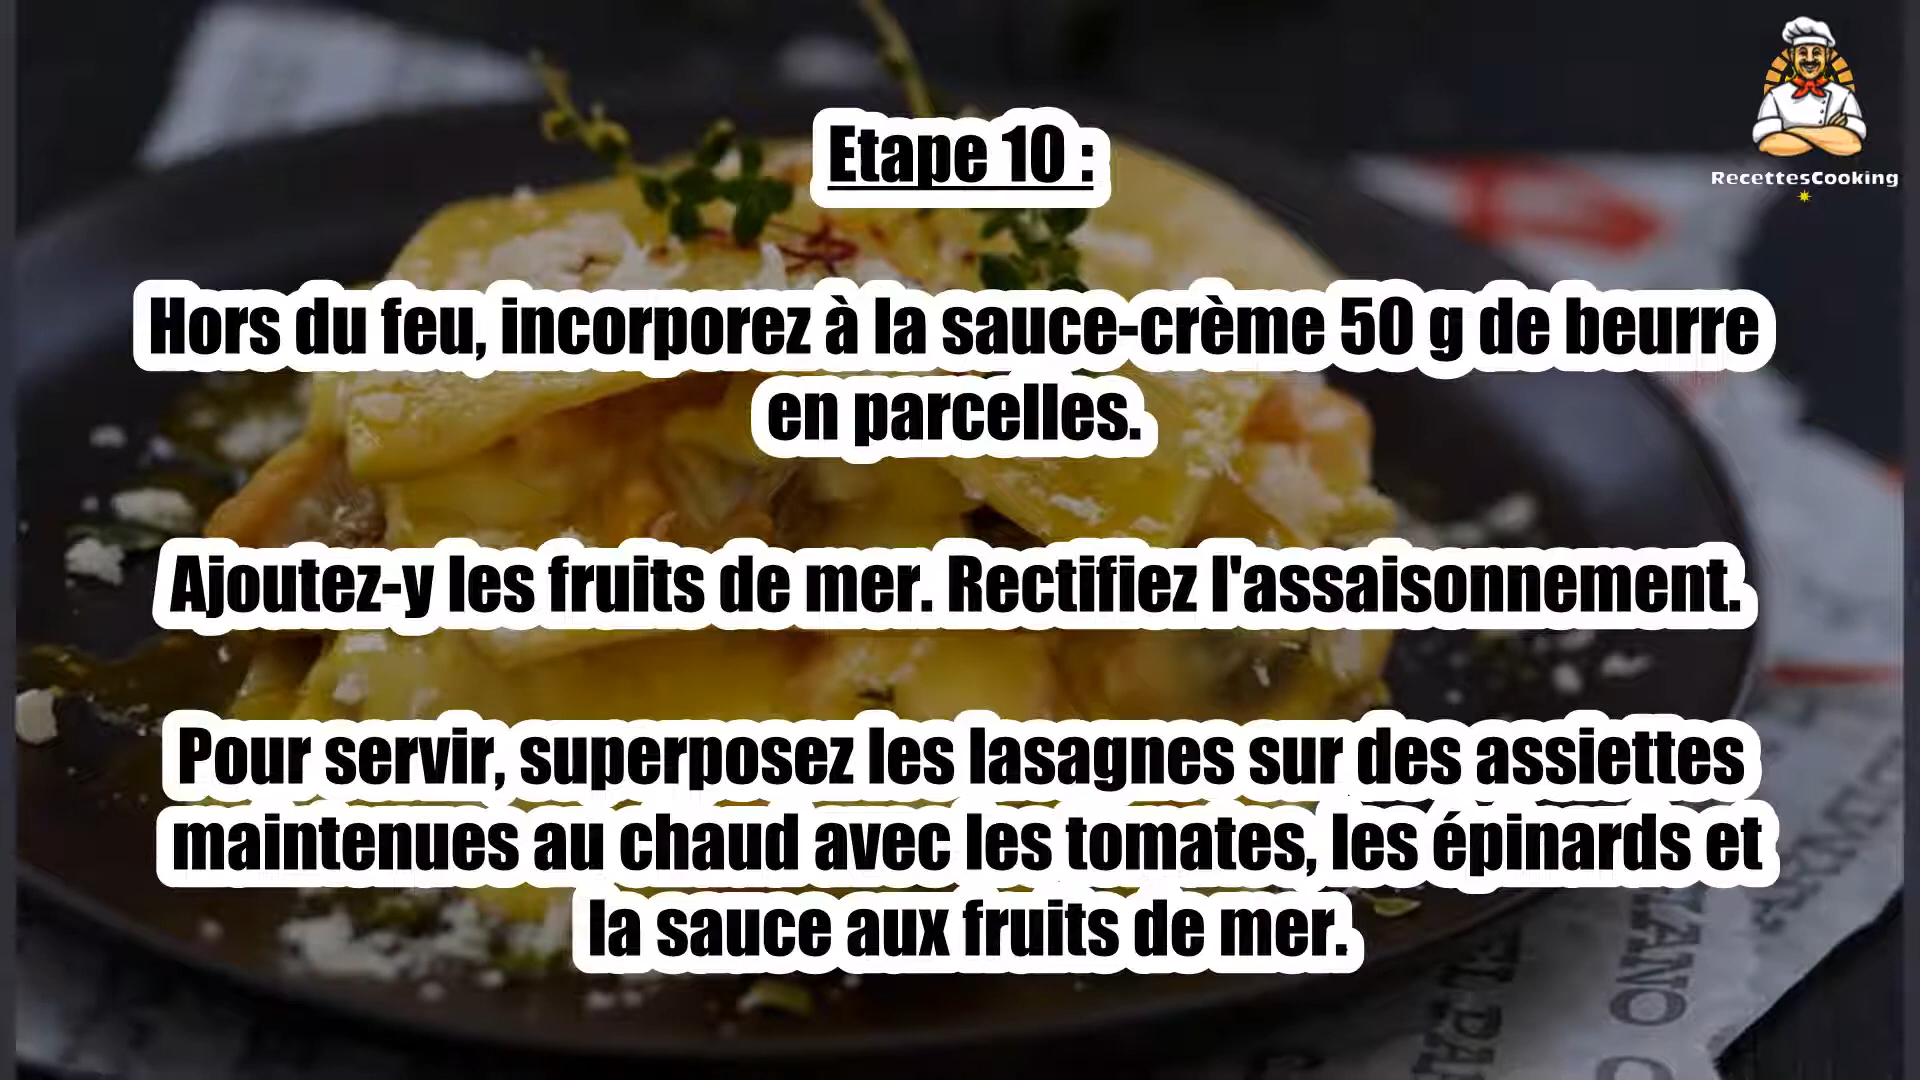 Etape 10 :
RecettesCooking
Hors du feu, incorporez à la sauce-crème 50 g de beurre
en parcelles.
Ajoutez-y les fruits de mer. Rectifiez l'assaisonnement.
Pour servir, superposez les lasagnes sur des assiettes
maintenues au chaud avec les tomates, les épinards et
la sauce aux fruits de mer.